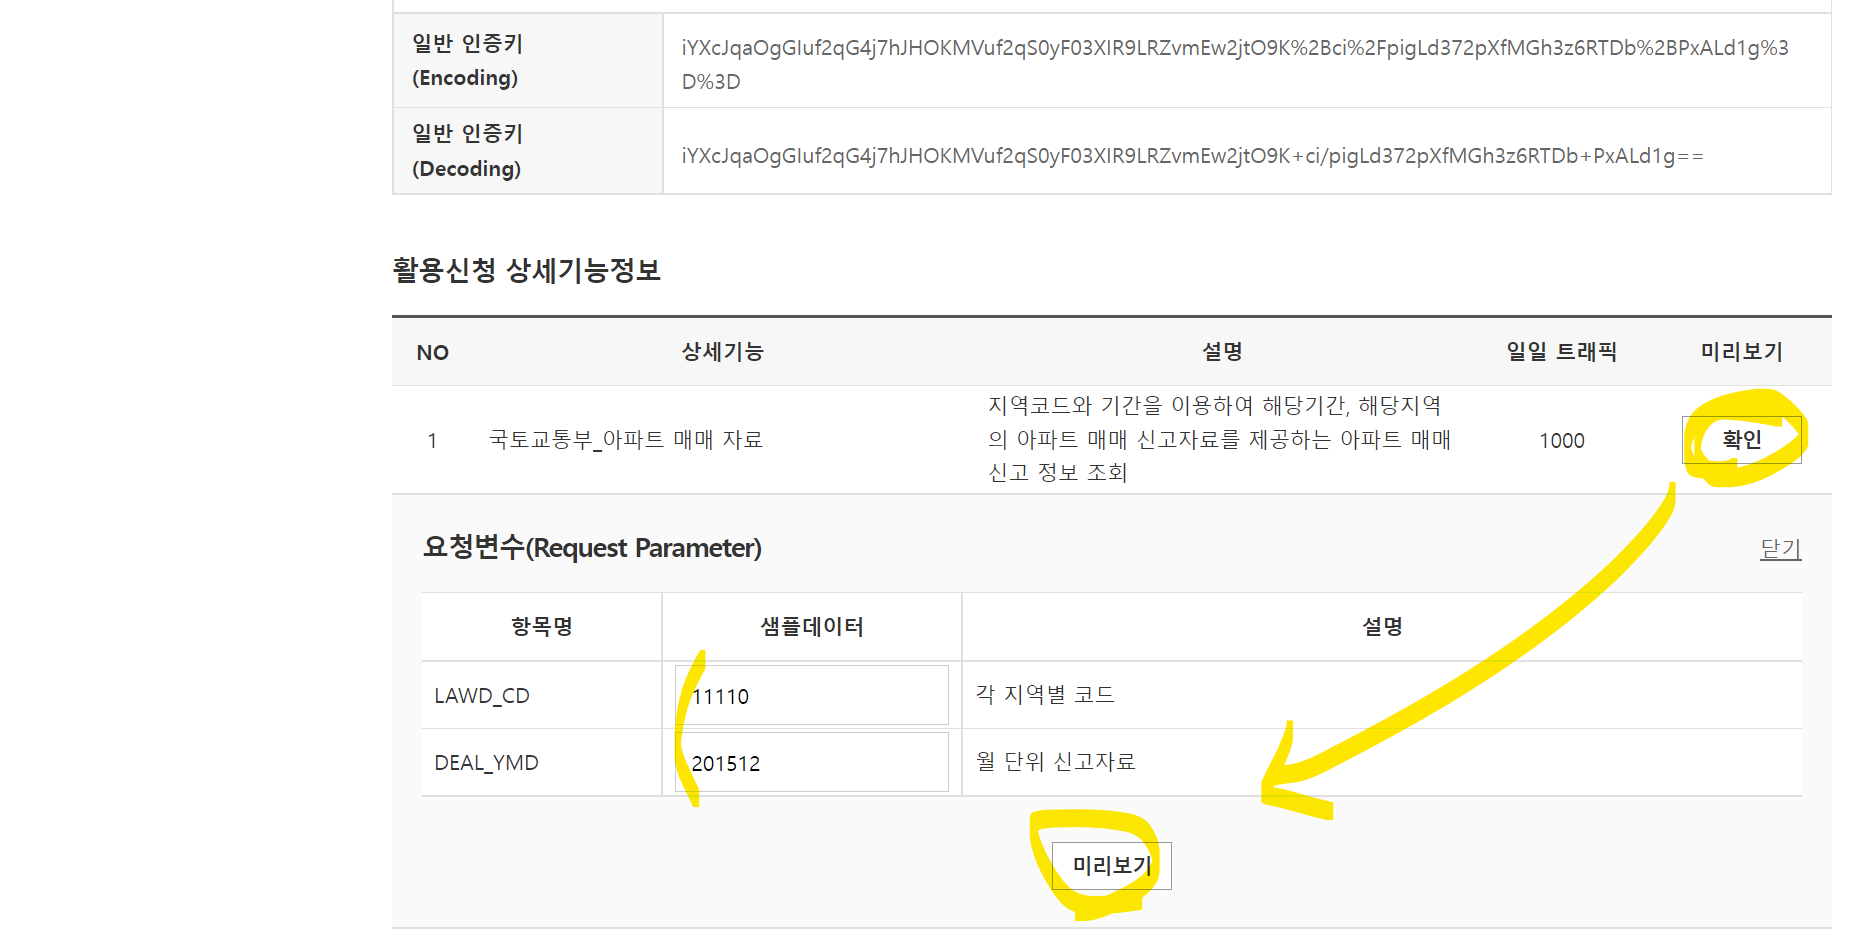 일반 인증키
(Encoding)
iYXcJqaOgGIuf2qG4j7hJHOKMVuf2qS0yF03XIR9LRZvmEw2jtO9K%2Bci%2FpigLd372pXfMGh3z6RTDb%2BPxALd1g%3
D%3D
일반 인증키
(Decoding)
iYXcJqaOgGIuf2qG4j7hJHOKMVuf2qS0yF03XIR9LRZvmEw2jtO9K+ci/pigLd372pXfMGh3z6RTDb+PxALd1g==
활용신청 상세기능정보
NO 상세기능 설명 일일 트래픽 미리보기
지역코드와 기간을 이용하여 해당기간, 해당지역
1 국토교통부_아파트 매매 자료 의 아파트 매매 신고자료를 제공하는 아파트 매매 1000 확인
신고 정보 조회
요청변수(Request Parameter) 닫기
항목명 샘플데이터 설명
LAWD_CD 11110 각 지역별 코드
DEAL_YMD 201512 월 단위 신고자료
미리보기